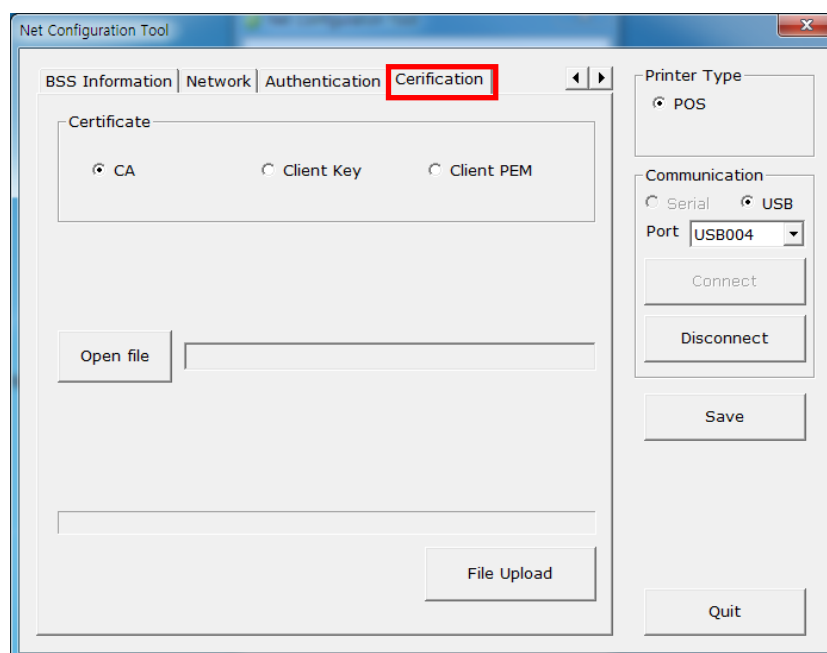 Net Configuration Tool
BSS Information Network Authentication Cerification
Certificate
CA Client Key Client PEM
Open file
File Upload
Printer Type
POS
Communication
Serial USB
Port USB004
Connect
Disconnect
Save
Quit